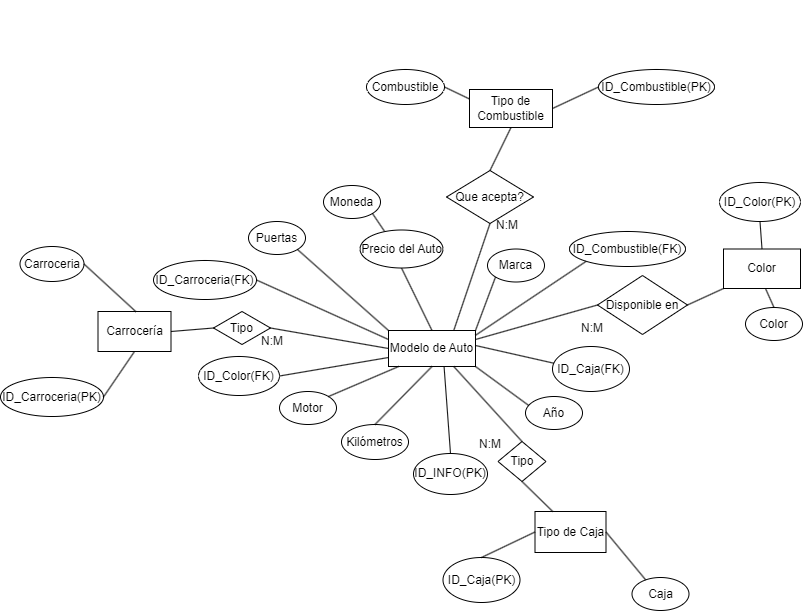 Combustible
Tipo de
Combustible
ID_Combustible(PK)
Que acepta?
N:M
Moneda
ID_Color(PK)
Puertas
Precio del Auto
ID_Combustible(FK)
Marca
Carroceria
ID_Carroceria(FK)
Color
Disponible en
N:M
Color
Carrocería
Tipo
N:M
Modelo de Auto
ID_Caja(FK)
ID_Color(FK)
ID_Carroceria(PK)
Motor
Año
Kilómetros
N:M
Tipo
ID_INFO(PK)
Tipo de Caja
ID_Caja(PK)
Caja